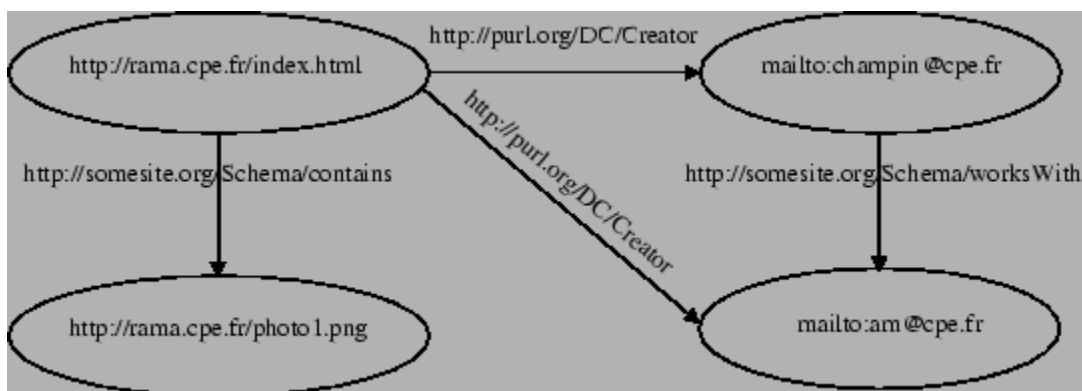 http://purl.org/DC/Creator
http://rama.cpe.fr/index.html
mailto:champin@cpe.fr
http://purl.org/DC/Creator
http://somesite.org/Schema/contains
http://somesite.org/Schema/worksWith
http://rama.cpe.fr/photo1.png
mailto:am@cpe.fr